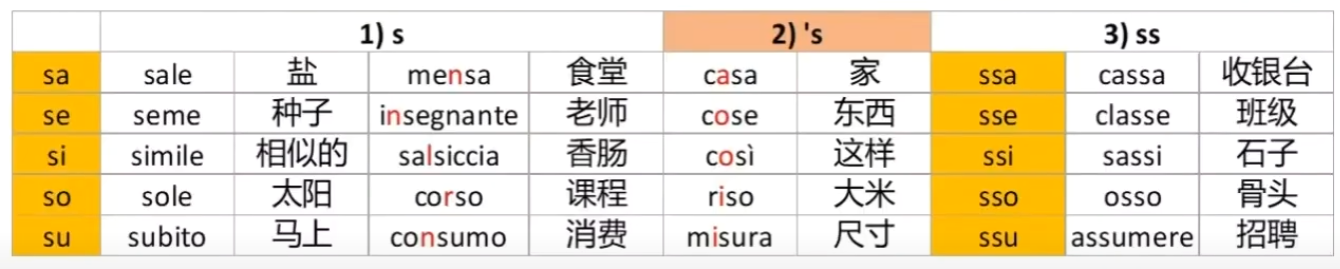 1) s 2) 's 3) ss
sa sale 盐 mensa 食堂 casa 家 ssa cassa 收银台
se seme 种子 insegnante 老师 cose 东西 sse classe 班级
si simile 相似的 salsiccia 香肠 così 这样 ssi sassi 石子
so sole 太阳 corso 课程 riso 大米 sso osso 骨头
su subito 马上 consumo 消费 misura 尺寸 ssu assumere 招聘